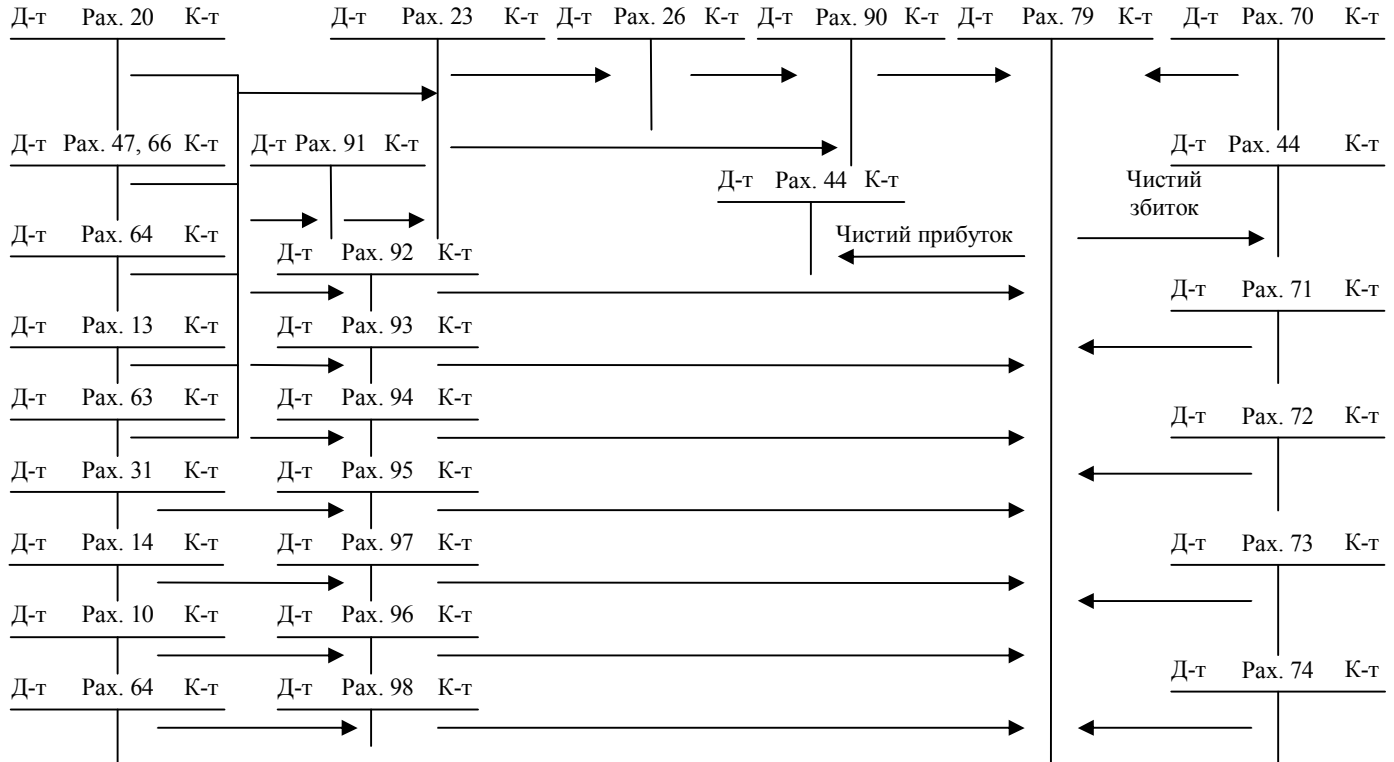 Д-т Рах. 20 К-т Д-т Рах. 23 К-т Д-т Рах. 26 К-т Д-т Рах. 90 К-т Д-т Рах. 79 К-т Д-т Рах. 70 К-т
Д-т Рах. 47, 66 К-т Д-т Рах. 91 К-т Д-т Рах. 44 К-т
Д-т Рах. 44 К-т Чистий
збиток
Д-т Рах. 64 К-т Чистий прибуток
Д-т Рах. 92 К-т
Д-т Рах. 71 К-т
Д-т Рах. 13 К-т Д-т Рах. 93 К-т
Д-т Рах. 63 К-т Д-т Рах. 94 К-т
Д-т Рах. 72 К-т
Д-т Рах. 31 К-т Д-т Рах. 95 К-т
Д-т Рах. 14 К-т Д-т Рах. 97 К-т Д-т Рах. 73 К-т
Д-т Рах. 10 К-т Д-т Рах. 96 К-т
Д-т Рах. 74 К-т
Д-т Рах. 64 К-т Д-т Рах. 98 К-т